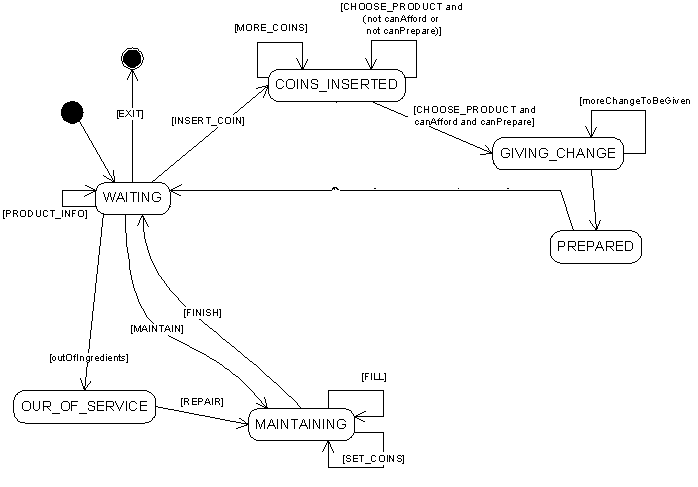 [CHOOSE_PRODUCT and
(not canAfford or
not canPrepare)]
[MORE_COINS]
COINS_INSERTED
[EXIT]
[INSERT_COIN]
[CHOOSE_PRODUCT and
canAfford and canPrepare]
[moreChangeToBeGiven
GIVING_CHANGE
WAITING
[PRODUCT_INFO]
PREPARED
[FINISH]
[MAINTAIN]
[outOfIngredients]
[FILL]
[REPAIR]
OUR_OF_SERVICE
MAINTAINING
[SET_COINS]